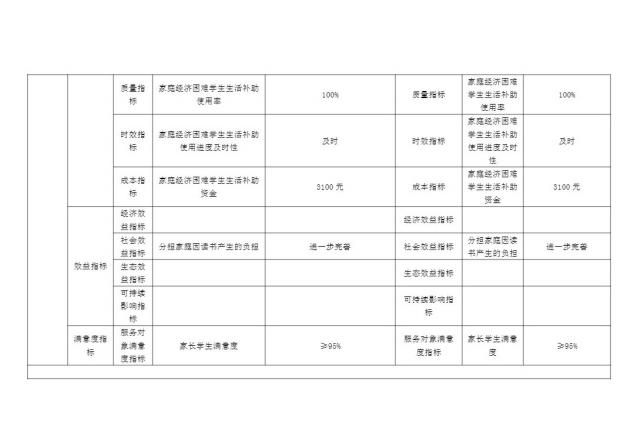 质量指
标
家庭经济困难学生生活补助
使用率
100%
质量指标
家庭经济困难
学生生活补助
使用率
100%
时效指
标
家庭经济困难学生生活补助
使用进度及时性
及时
时效指标
家庭经济困难
学生生活补助
使用进度及时
性
及时
成本指
标
家庭经济困难学生生活补助
资金
3100 元
成本指标
家庭经济困难
学生生活补助
资金
3100 元
效益指标
经济效
益指标
经济效益指标
社会效
益指标
分担家庭因读书产生的负担
进一步完善
社会效益指标
分担家庭因读
书产生的负担
进一步完善
生态效
益指标
生态效益指标
可持续
影响指
标
可持续影响指
标
满意度指
标
服务对
象满意
度指标
家长学生满意度
≥95%
服务对象满意
度指标
家长学生满意
度
≥95%